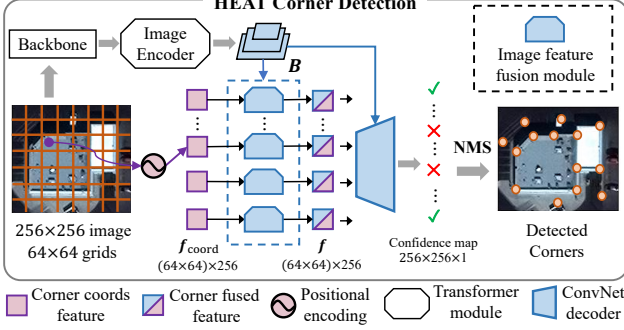 HEAT Corner Detection
Backbone
Image
Encoder
B
Image feature
fusion module
NMS
256×256 image
64×64 grids
f coord
(64×64)×256
f
(64×64)×256
Confidence map
256×256×1
Detected
Corners
Corner coords
feature
Corner fused
feature
Positional
encoding
Transformer
module
ConvNet
decoder